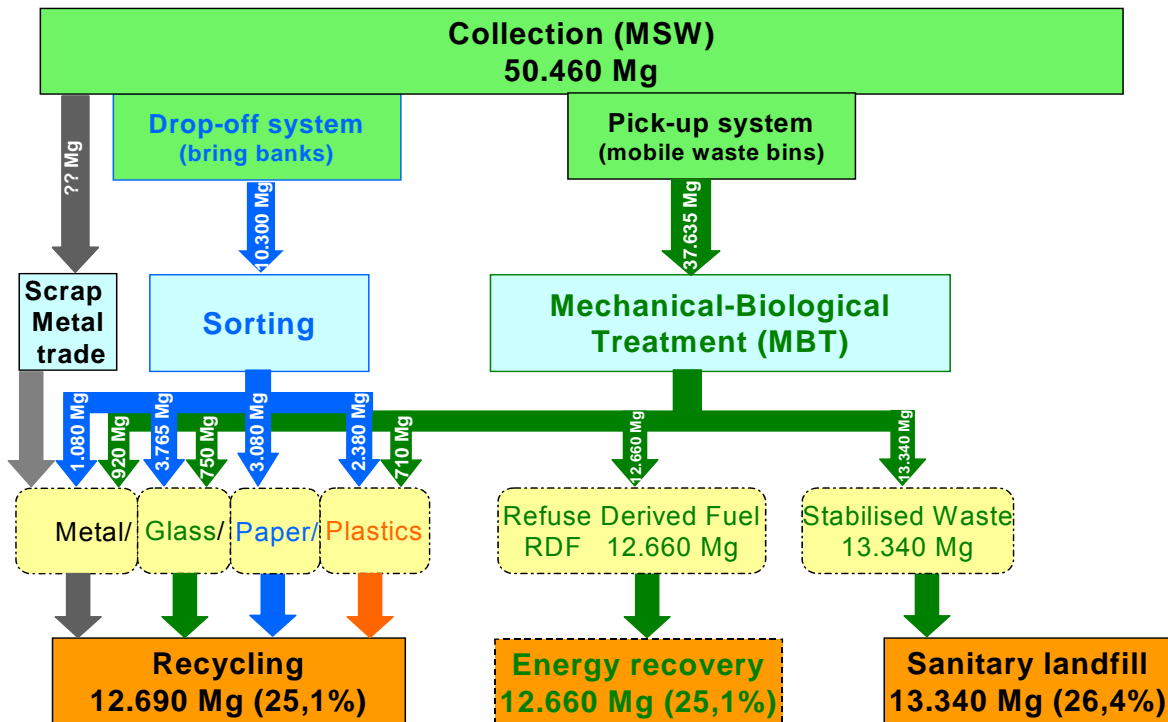 Collection (MSW)
50.460 Mg
Drop-off system
(bring banks)
Pick-up system
(mobile waste bins)
?? Mg
10.300 Mg
37.635 Mg
Scrap
Metal
trade
Sorting
Mechanical-Biological
Treatment (MBT)
1.080 Mg
920 Mg
3.765 Mg
750 Mg
3.080 Mg
2.380 Mg
710 Mg
12.660 Mg
13.340 Mg
Metal/ Glass/ Paper/ Plastics
Refuse Derived Fuel
RDF 12.660 Mg
Stabilised Waste
13.340 Mg
Recycling
12.690 Mg (25,1%)
Energy recovery
12.660 Mg (25,1%)
Sanitary landfill
13.340 Mg (26,4%)